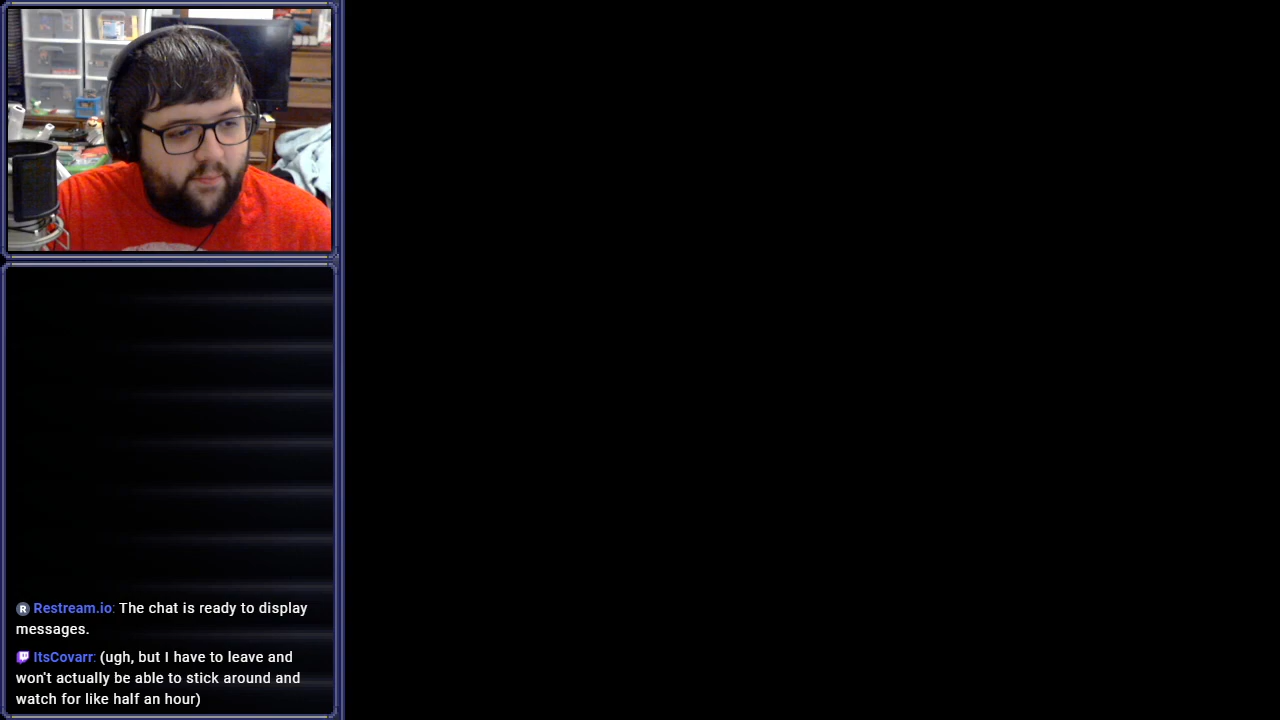 Restream.io: The chat is ready to display
messages.
ItsCovarr: (ugh, but I have to leave and
won't actually be able to stick around and
watch for like half an hour)